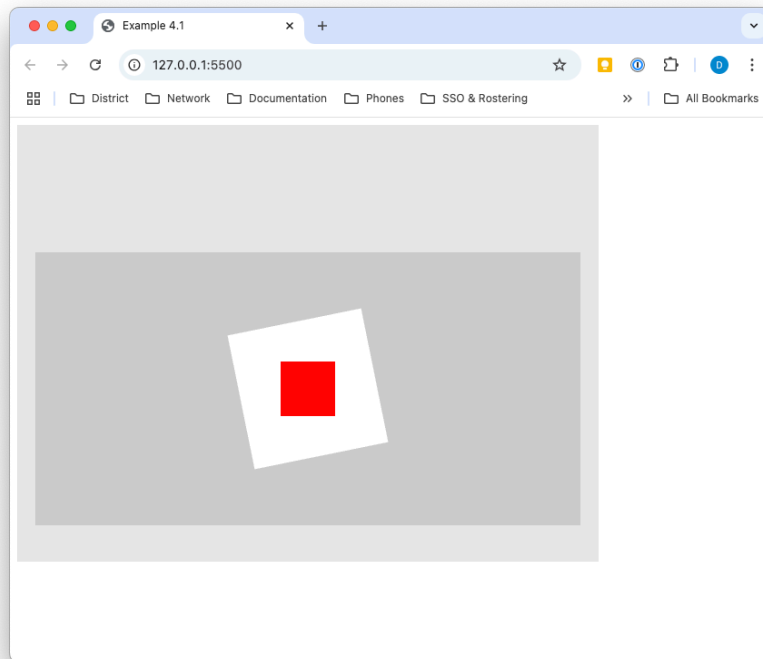 Example 4.1
127.0.0.1:5500
D
District Network Documentation Phones SSO & Rostering All Bookmarks